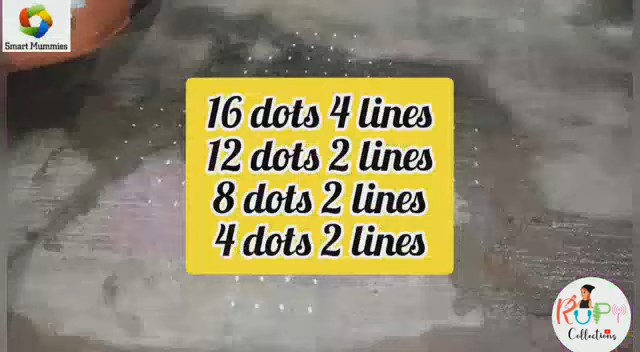 Smart Mummies
16 dots 4 lines
12 dots 2 lines
8 dots 2 lines
4 dots 2 lines
RUP
Collections